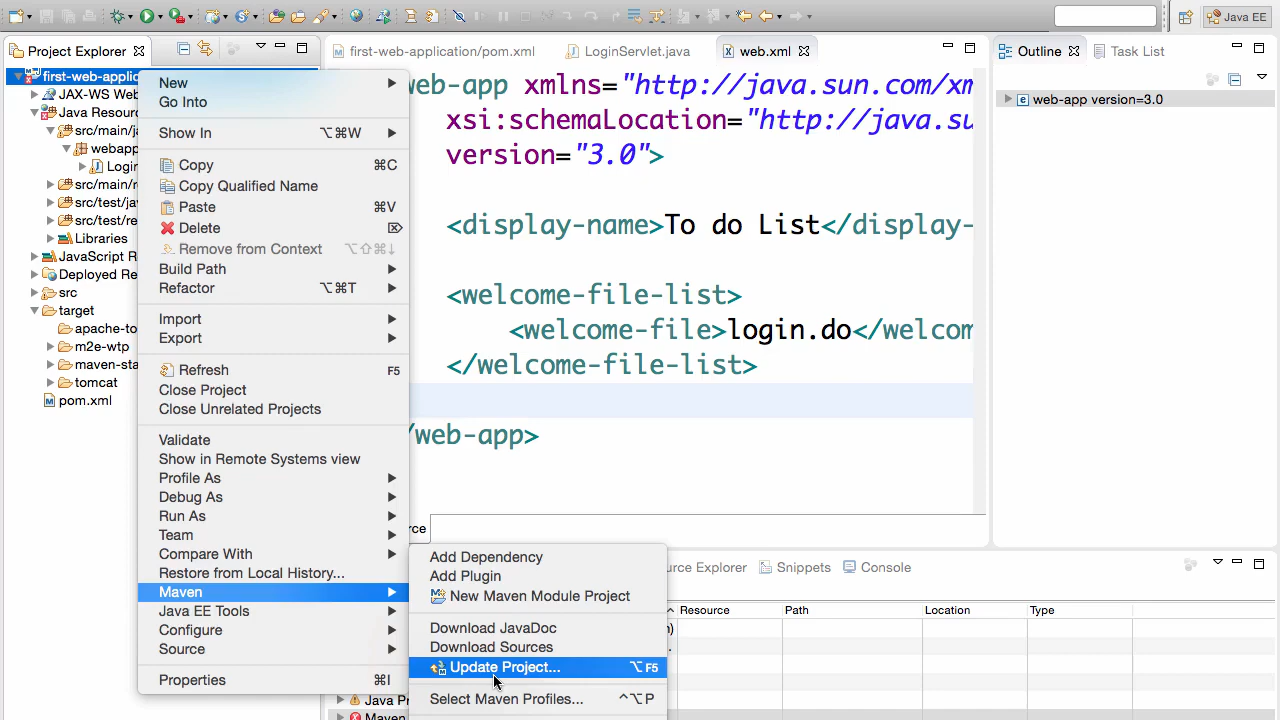 Java EE
Project Explorer
first-web-application/pom.xml
LoginServlet.java
web.xml
Outline
Task List
first-web-applic
JAX-WS Web
Java Resource
src/main/ja
webapp
Login
src/main/r
src/test/jav
src/test/re
Libraries
JavaScript R
Deployed Re
src
target
apache-to
m2e-wtp
maven-sta
tomcat
pom.xml
New
Go Into
Show In ⌥⌘W
Copy ⌘C
Copy Qualified Name
Paste ⌘V
Delete ⌦
Remove from Context ⌥⇧⌘↓
Build Path
Refactor ⌥⌘T
Import
Export
Refresh F5
Close Project
Close Unrelated Projects
Validate
Show in Remote Systems view
Profile As
Debug As
Run As
Team
Compare With
Restore from Local History...
Maven
Java EE Tools
Configure
Source
Properties ⌘I
Add Dependency
Add Plugin
New Maven Module Project
Download JavaDoc
Download Sources
Update Project... ⌥F5
Select Maven Profiles... ^⌥P
web-app xmlns="http://java.sun.com/xm
xsi:schemaLocation="http://java.su
version="3.0">
<display-name>To do List</display-
<welcome-file-list>
<welcome-file>login.do</welcom
</welcome-file-list>
/web-app>
rce
web-app version=3.0
urce Explorer
Snippets
Console
Resource Path Location Type
Java Pr
Maven